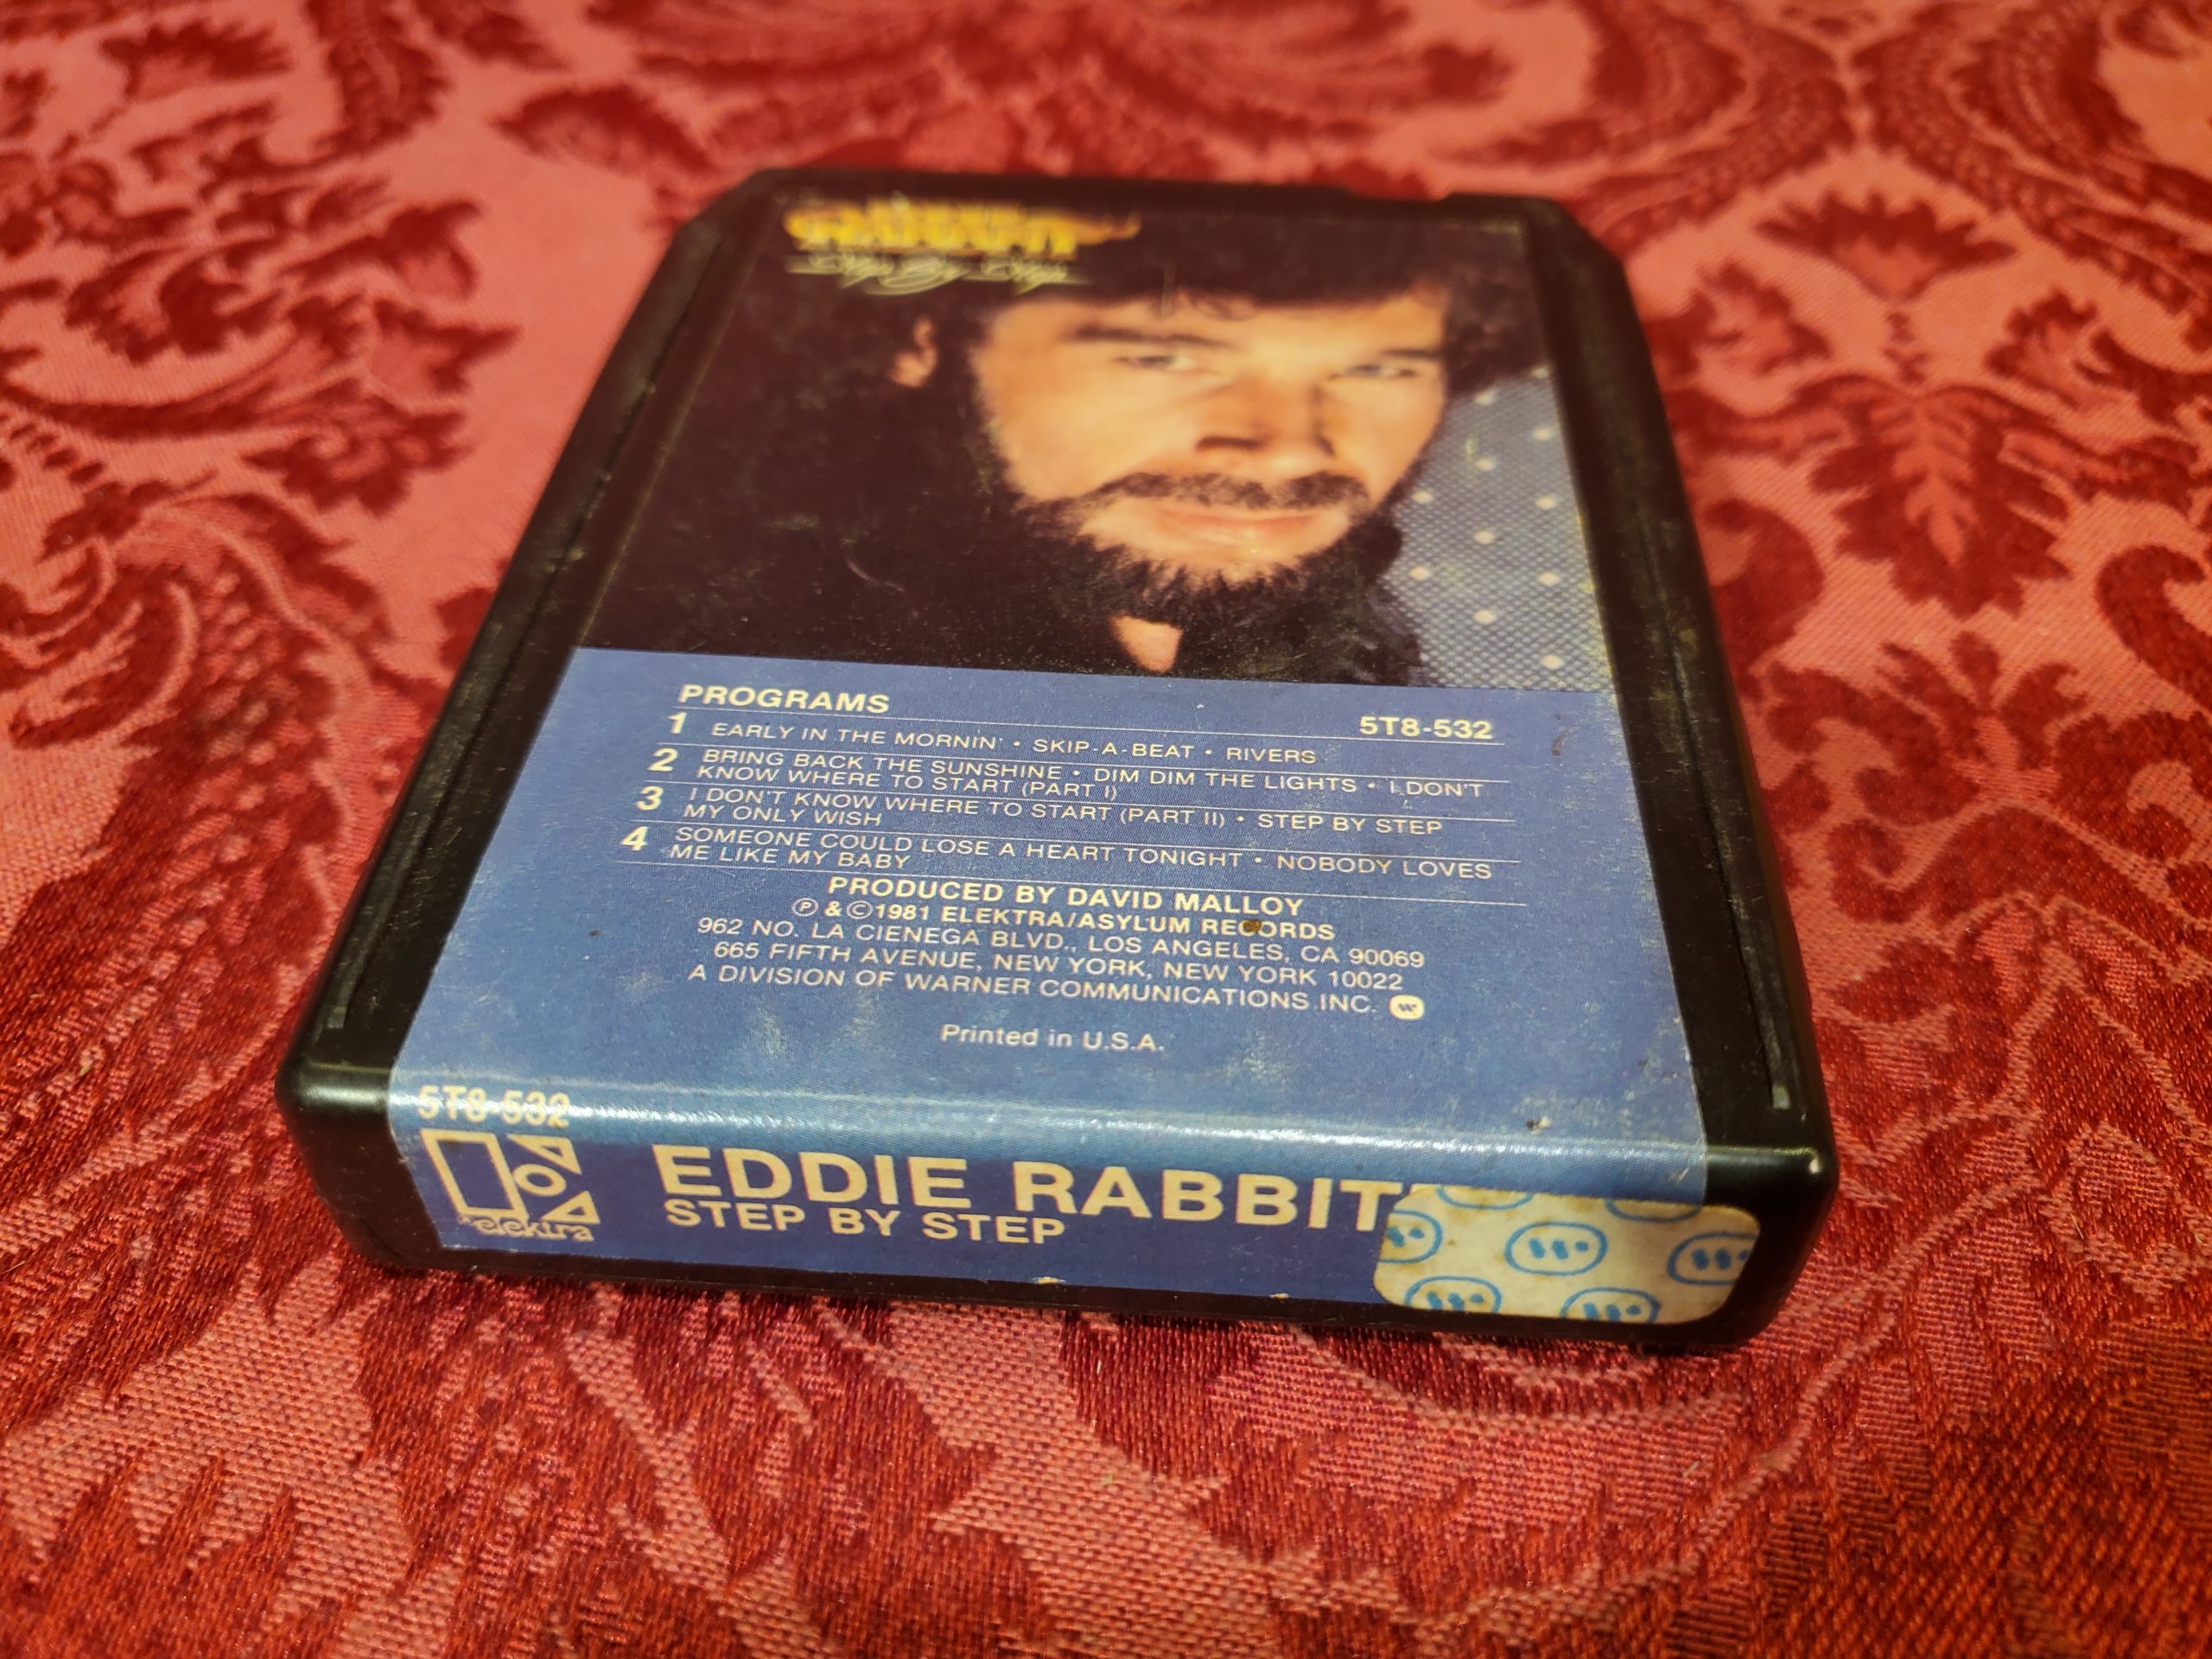 RABBITT
Step By Step
PROGRAMS
5T8-532
1 EARLY IN THE MORNIN' • SKIP-A-BEAT • RIVERS
2 BRING BACK THE SUNSHINE • DIM DIM THE LIGHTS • I DON'T
KNOW WHERE TO START (PART I)
3 I DON'T KNOW WHERE TO START (PART II) • STEP BY STEP
MY ONLY WISH
4 SOMEONE COULD LOSE A HEART TONIGHT • NOBODY LOVES
ME LIKE MY BABY
PRODUCED BY DAVID MALLOY
Ⓟ & © 1981 ELEKTRA/ASYLUM RECORDS
962 NO. LA CIENEGA BLVD., LOS ANGELES, CA 90069
665 FIFTH AVENUE, NEW YORK, NEW YORK 10022
A DIVISION OF WARNER COMMUNICATIONS INC.
Printed in U.S.A.
5T8-532
elektra
EDDIE RABBIT
STEP BY STEP